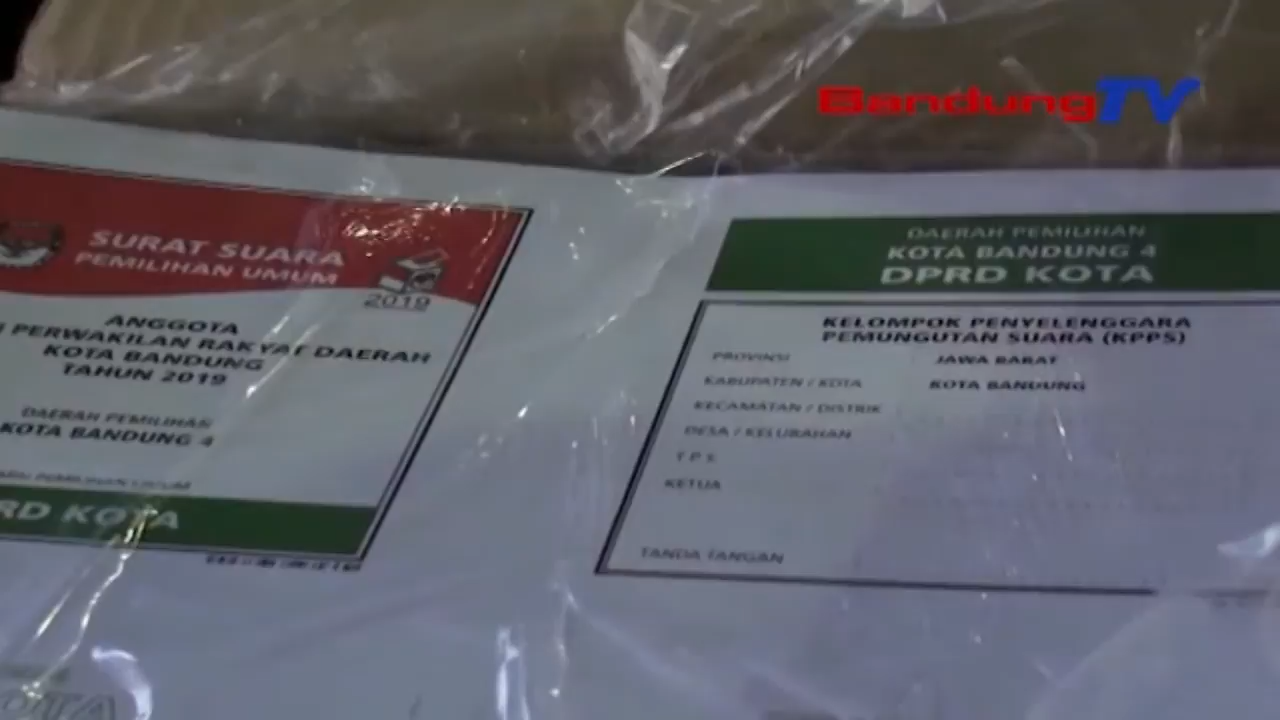 BandungTV
SURAT SUARA
PEMILIHAN UMUM
2019
ANGGOTA
PERWAKILAN RAKYAT DAERAH
KOTA BANDUNG
TAHUN 2019
DAERAH PEMILIHAN
KOTA BANDUNG 4
PEMILIHAN UMUM
RD KOTA
DAERAH PEMILIHAN
KOTA BANDUNG 4
DPRD KOTA
KELOMPOK PENYELENGGARA
PEMUNGUTAN SUARA (KPPS)
PROVINSI JAWA BARAT
KABUPATEN / KOTA KOTA BANDUNG
KECAMATAN / DISTRIK
DESA / KELURAHAN
T P S
KETUA
TANDA TANGAN